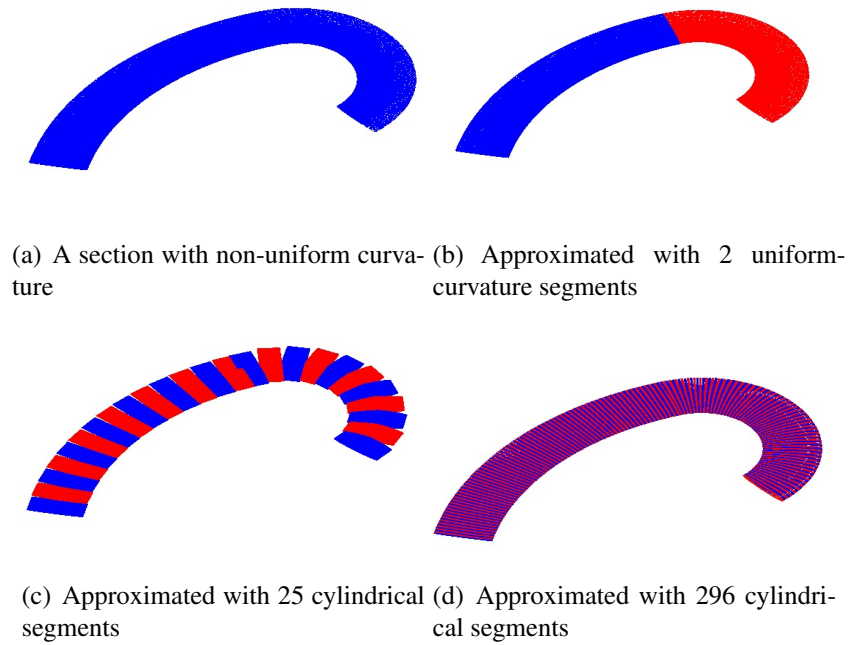 (a) A section with non-uniform curva-
ture
(b) Approximated with 2 uniform-
curvature segments
(c) Approximated with 25 cylindrical
segments
(d) Approximated with 296 cylindri-
cal segments